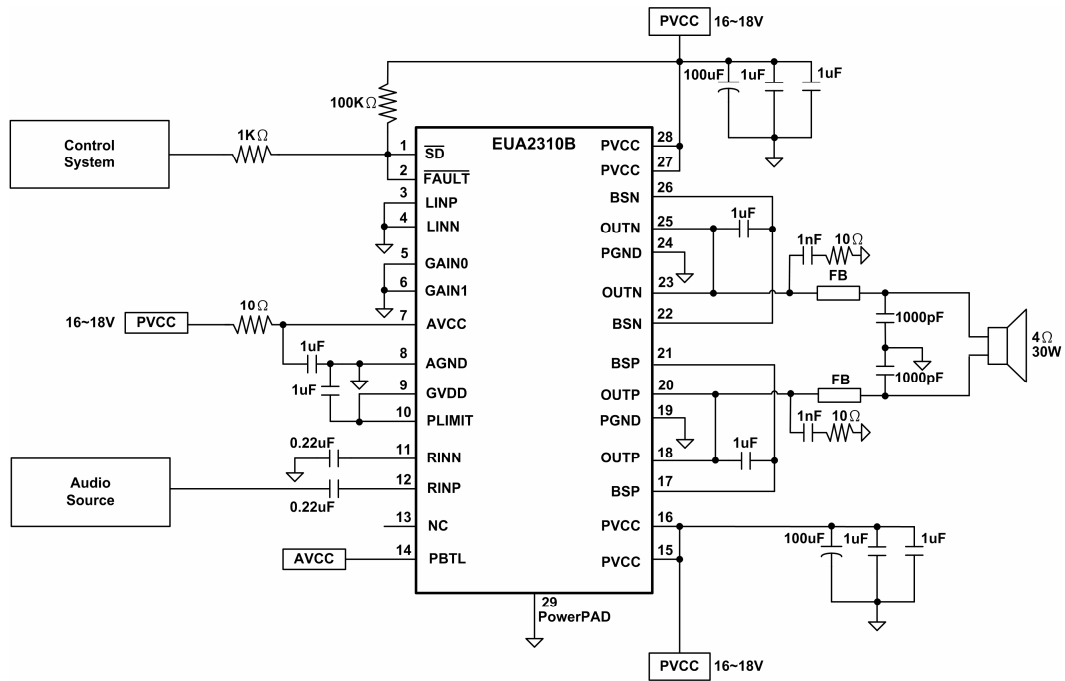 PVCC 16~18V
100uF 1uF 1uF
100KΩ
Control
System
1KΩ
EUA2310B
1 SD
2 FAULT
3 LINP
4 LINN
5 GAIN0
6 GAIN1
7 AVCC
8 AGND
9 GVDD
10 PLIMIT
11 RINN
12 RINP
13 NC
14 PBTL
PVCC 28
PVCC 27
BSN 26
OUTN 25
PGND 24
OUTN 23
BSN 22
BSP 21
OUTP 20
PGND 19
OUTP 18
BSP 17
PVCC 16
PVCC 15
29
PowerPAD
16~18V PVCC
10Ω
1uF
1uF
0.22uF
Audio
Source
0.22uF
AVCC
1uF
1nF 10Ω
FB
1000pF
4Ω
30W
1000pF
FB
1nF 10Ω
1uF
100uF 1uF 1uF
PVCC 16~18V